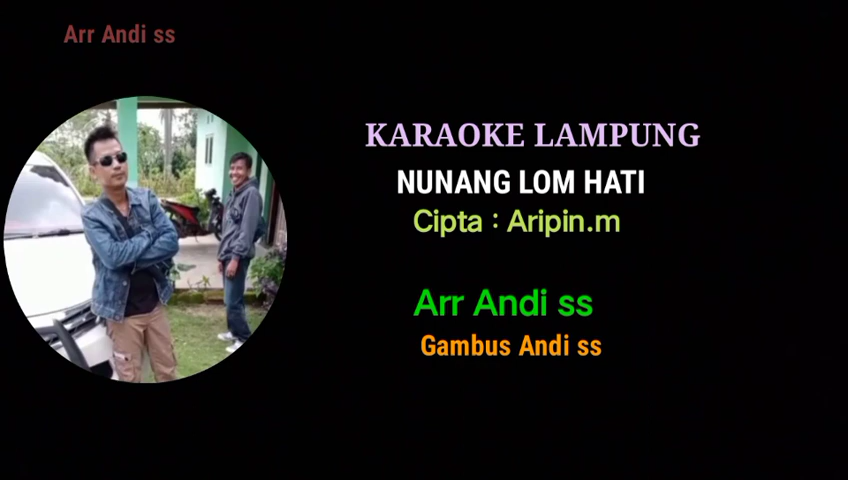 Arr Andi ss
KARAOKE LAMPUNG
NUNANG LOM HATI
Cipta : Aripin.m
Arr Andi ss
Gambus Andi ss